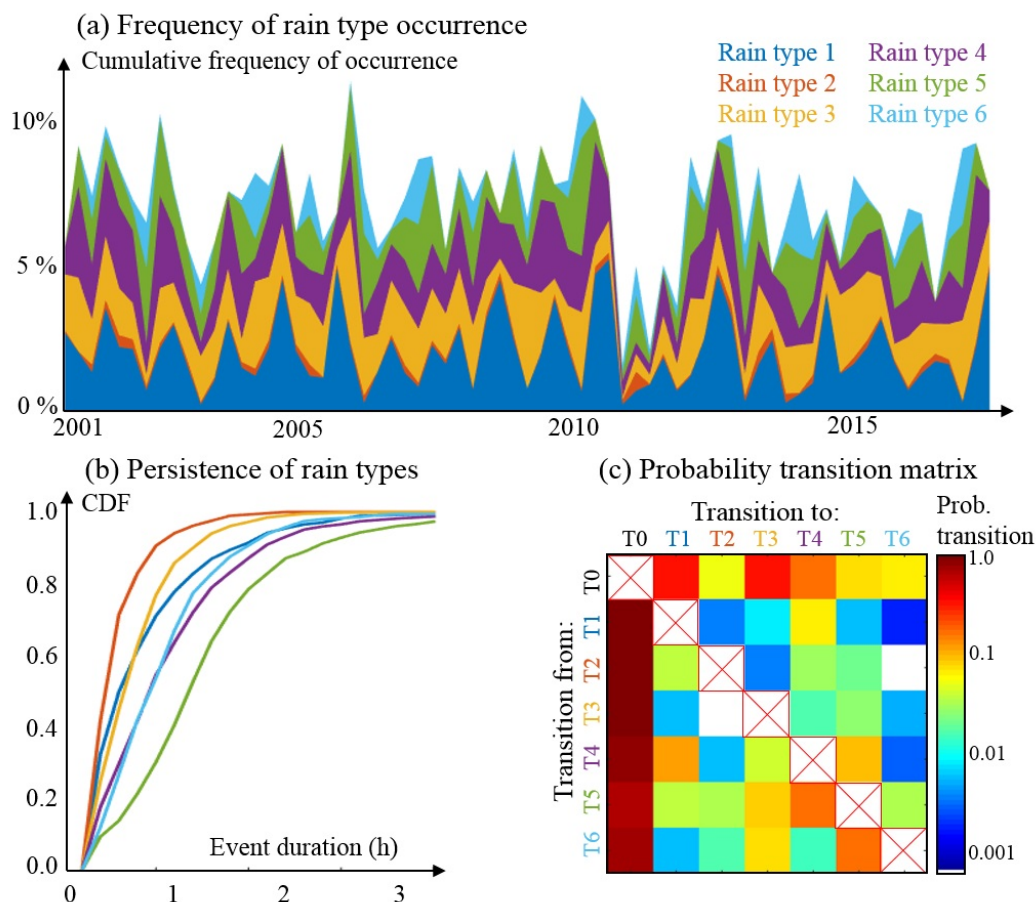 (a) Frequency of rain type occurrence
Cumulative frequency of occurrence
Rain type 1 Rain type 4
Rain type 2 Rain type 5
Rain type 3 Rain type 6
10%
5 %
0 %
2001 2005 2010 2015
(b) Persistence of rain types
CDF
1.0
0.8
0.6
0.4
0.2
0.0
Event duration (h)
0 1 2 3
(c) Probability transition matrix
Transition to:
Prob.
transition
T0 T1 T2 T3 T4 T5 T6
Transition from:
T0
T1
T2
T3
T4
T5
T6
1.0
0.1
0.01
0.001